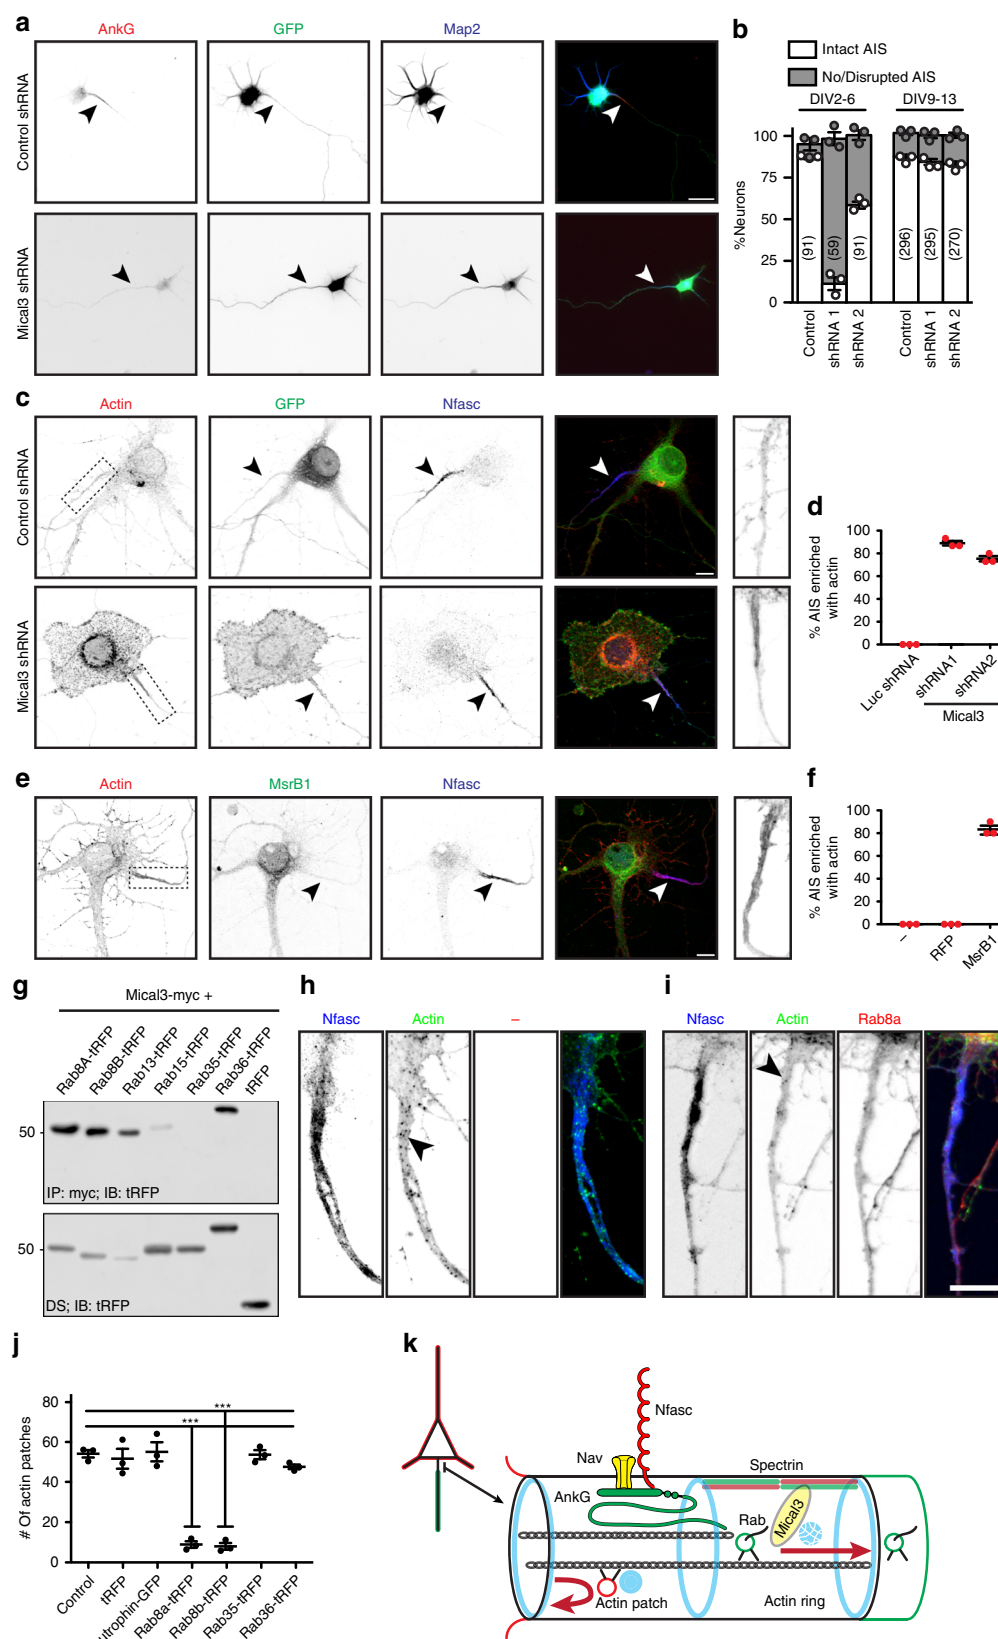 a
AnkG
GFP
Map2
Control shRNA
Mical3 shRNA
b
Intact AIS
No/Disrupted AIS
DIV2-6
DIV9-13
%Neurons
100
75
50
25
0
(91)
(59)
(91)
(296)
(295)
(270)
Control
shRNA 1
shRNA 2
Control
shRNA 1
shRNA 2
c
Actin
GFP
Nfasc
Control shRNA
Mical3 shRNA
d
% AIS enriched
with actin
100
80
60
40
20
0
Luc shRNA
shRNA1
shRNA2
Mical3
e
Actin
MsrB1
Nfasc
f
% AIS enriched
with actin
100
80
60
40
20
0
–
RFP
MsrB1
g
Mical3-myc +
Rab8A-tRFP
Rab8B-tRFP
Rab13-tRFP
Rab15-tRFP
Rab35-tRFP
Rab36-tRFP
tRFP
50
IP: myc; IB: tRFP
50
DS; IB: tRFP
h
Nfasc
Actin
–
i
Nfasc
Actin
Rab8a
j
# Of actin patches
80
60
40
20
0
***
***
Control
tRFP
utrophin-GFP
Rab8a-tRFP
Rab8b-tRFP
Rab35-tRFP
Rab36-tRFP
k
Nfasc
Nav
AnkG
Spectrin
Rab
Mical3
Actin patch
Actin ring